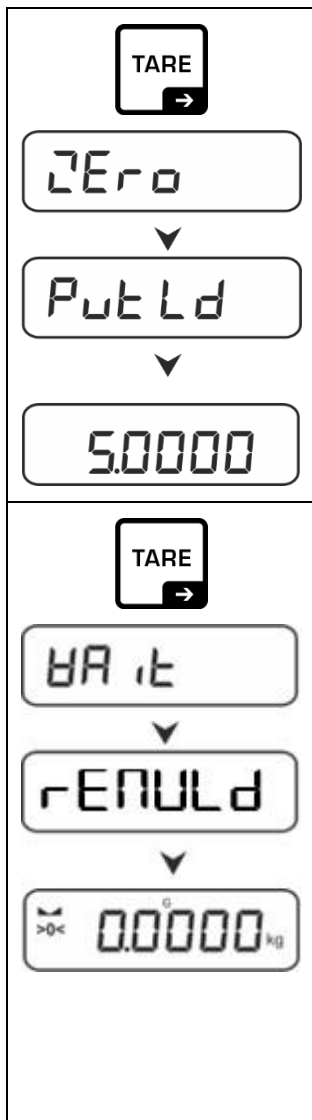 TARE
ZEro
PutLd
5.0000
TARE
WAit
rEMULd
G
>0< 0.0000 kg